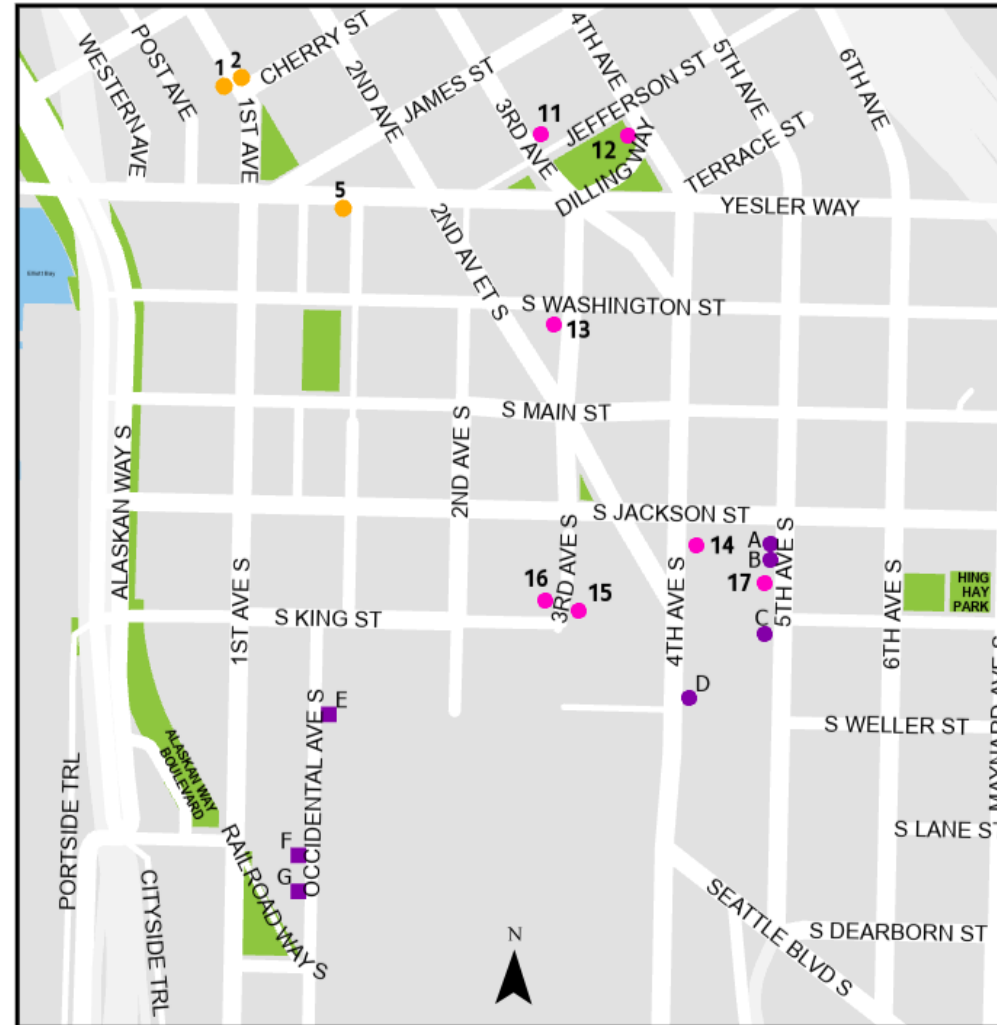 WESTERN AVE
POST AVE
1
2
CHERRY ST
1ST AVE
2ND AVE
JAMES ST
3RD AVE
4TH AVE
11
JEFFERSON ST
12
DILLING WAY
5TH AVE
6TH AVE
TERRACE ST
YESLER WAY
5
2ND AV ET S
S WASHINGTON ST
13
Elliott Bay
S MAIN ST
ALASKAN WAY S
2ND AVE S
S JACKSON ST
14
A
B
17
5TH AVE S
16
15
3RD AVE S
4TH AVE S
C
6TH AVE S
HING
HAY
PARK
1ST AVE S
S KING ST
D
E
OCCIDENTAL AVE S
S WELLER ST
MAYNARD AVE S
ALASKAN WAY
BOULEVARD
PORTSIDE TRL
F
G
RAILROAD WAY S
CITYSIDE TRL
S LANE ST
SEATTLE BLVD S
S DEARBORN ST
N